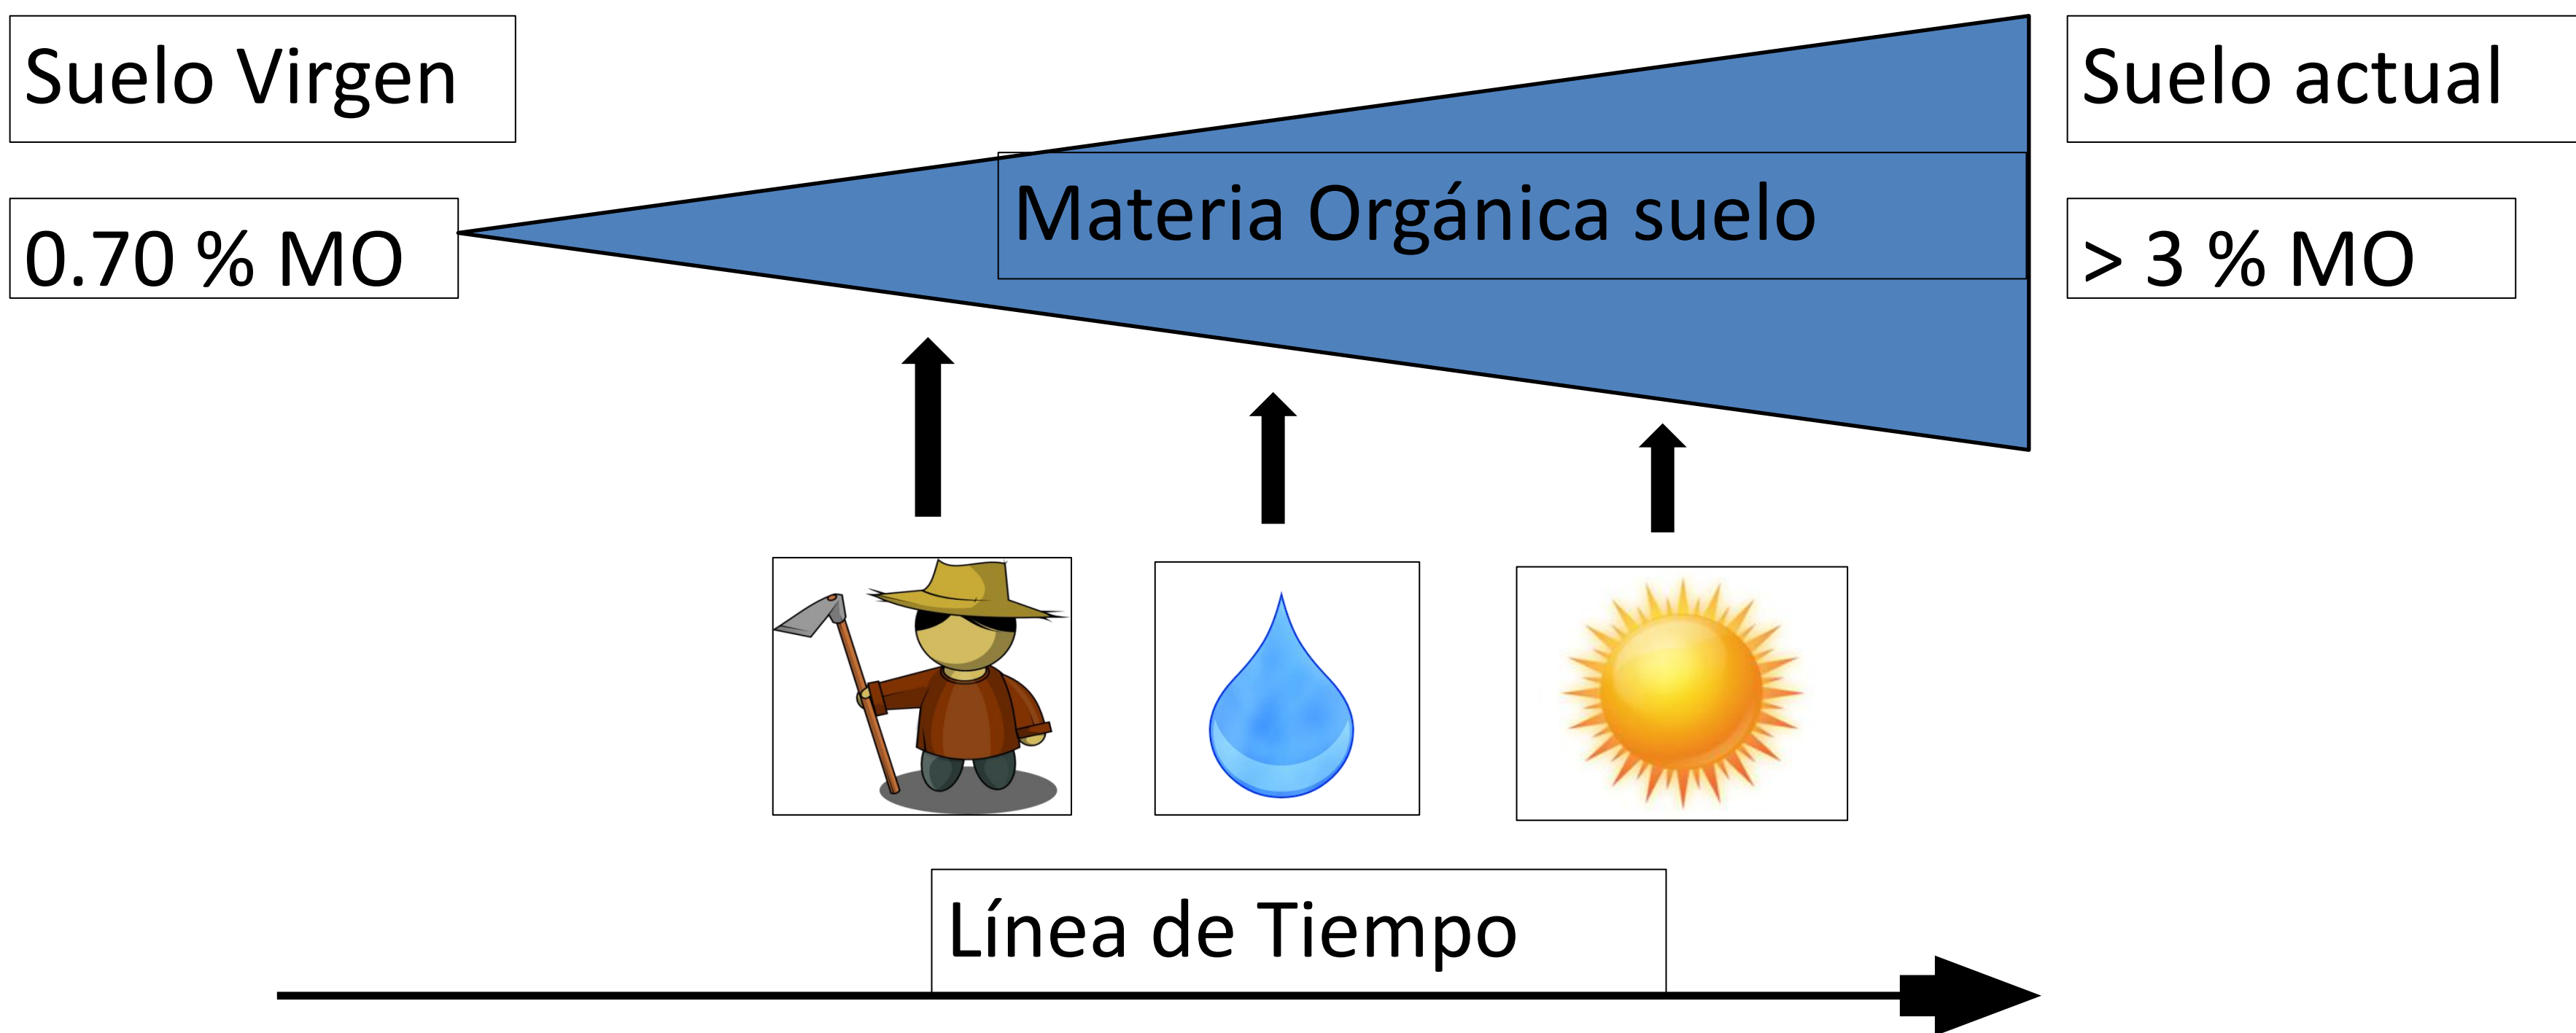 Suelo Virgen
Suelo actual
Materia Orgánica suelo
0.70 % MO
> 3 % MO
Línea de Tiempo